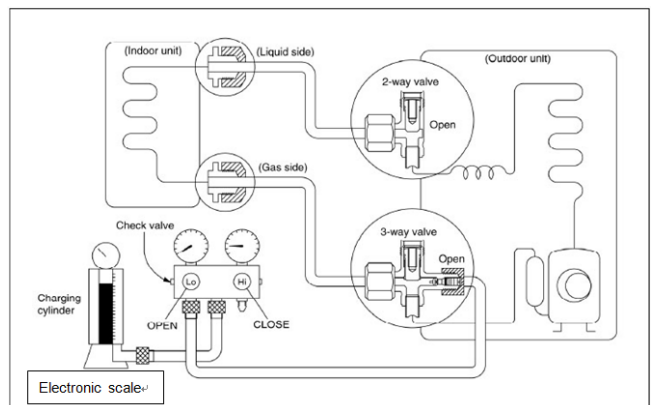 (Indoor unit)
(Liquid side)
(Outdoor unit)
2-way valve
Open
(Gas side)
3-way valve
Open
Check valve
Lo
Hi
Charging
cylinder
OPEN
CLOSE
Electronic scale